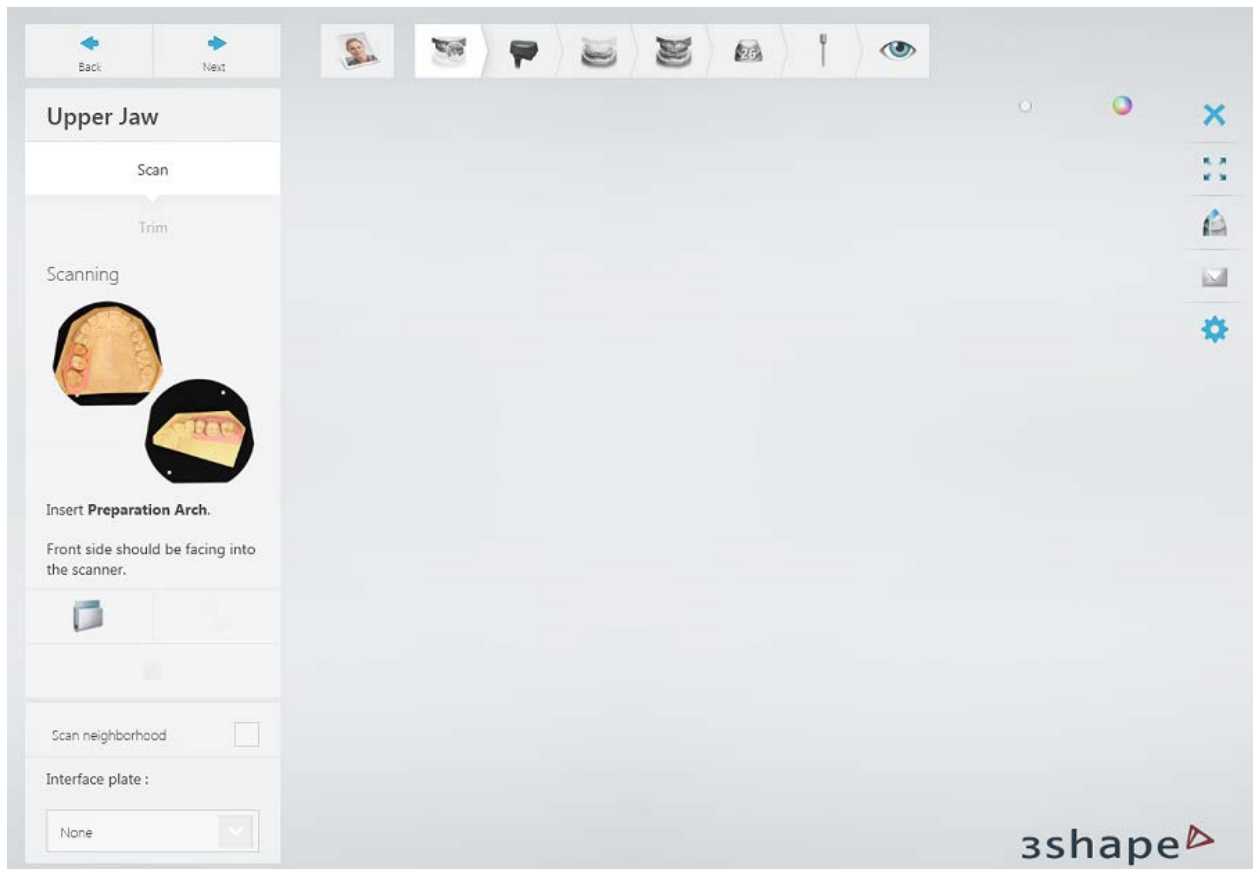 Back
Next
26
Upper Jaw
Scan
Trim
Scanning
Insert Preparation Arch.
Front side should be facing into
the scanner.
Scan neighborhood
Interface plate :
None
3shape